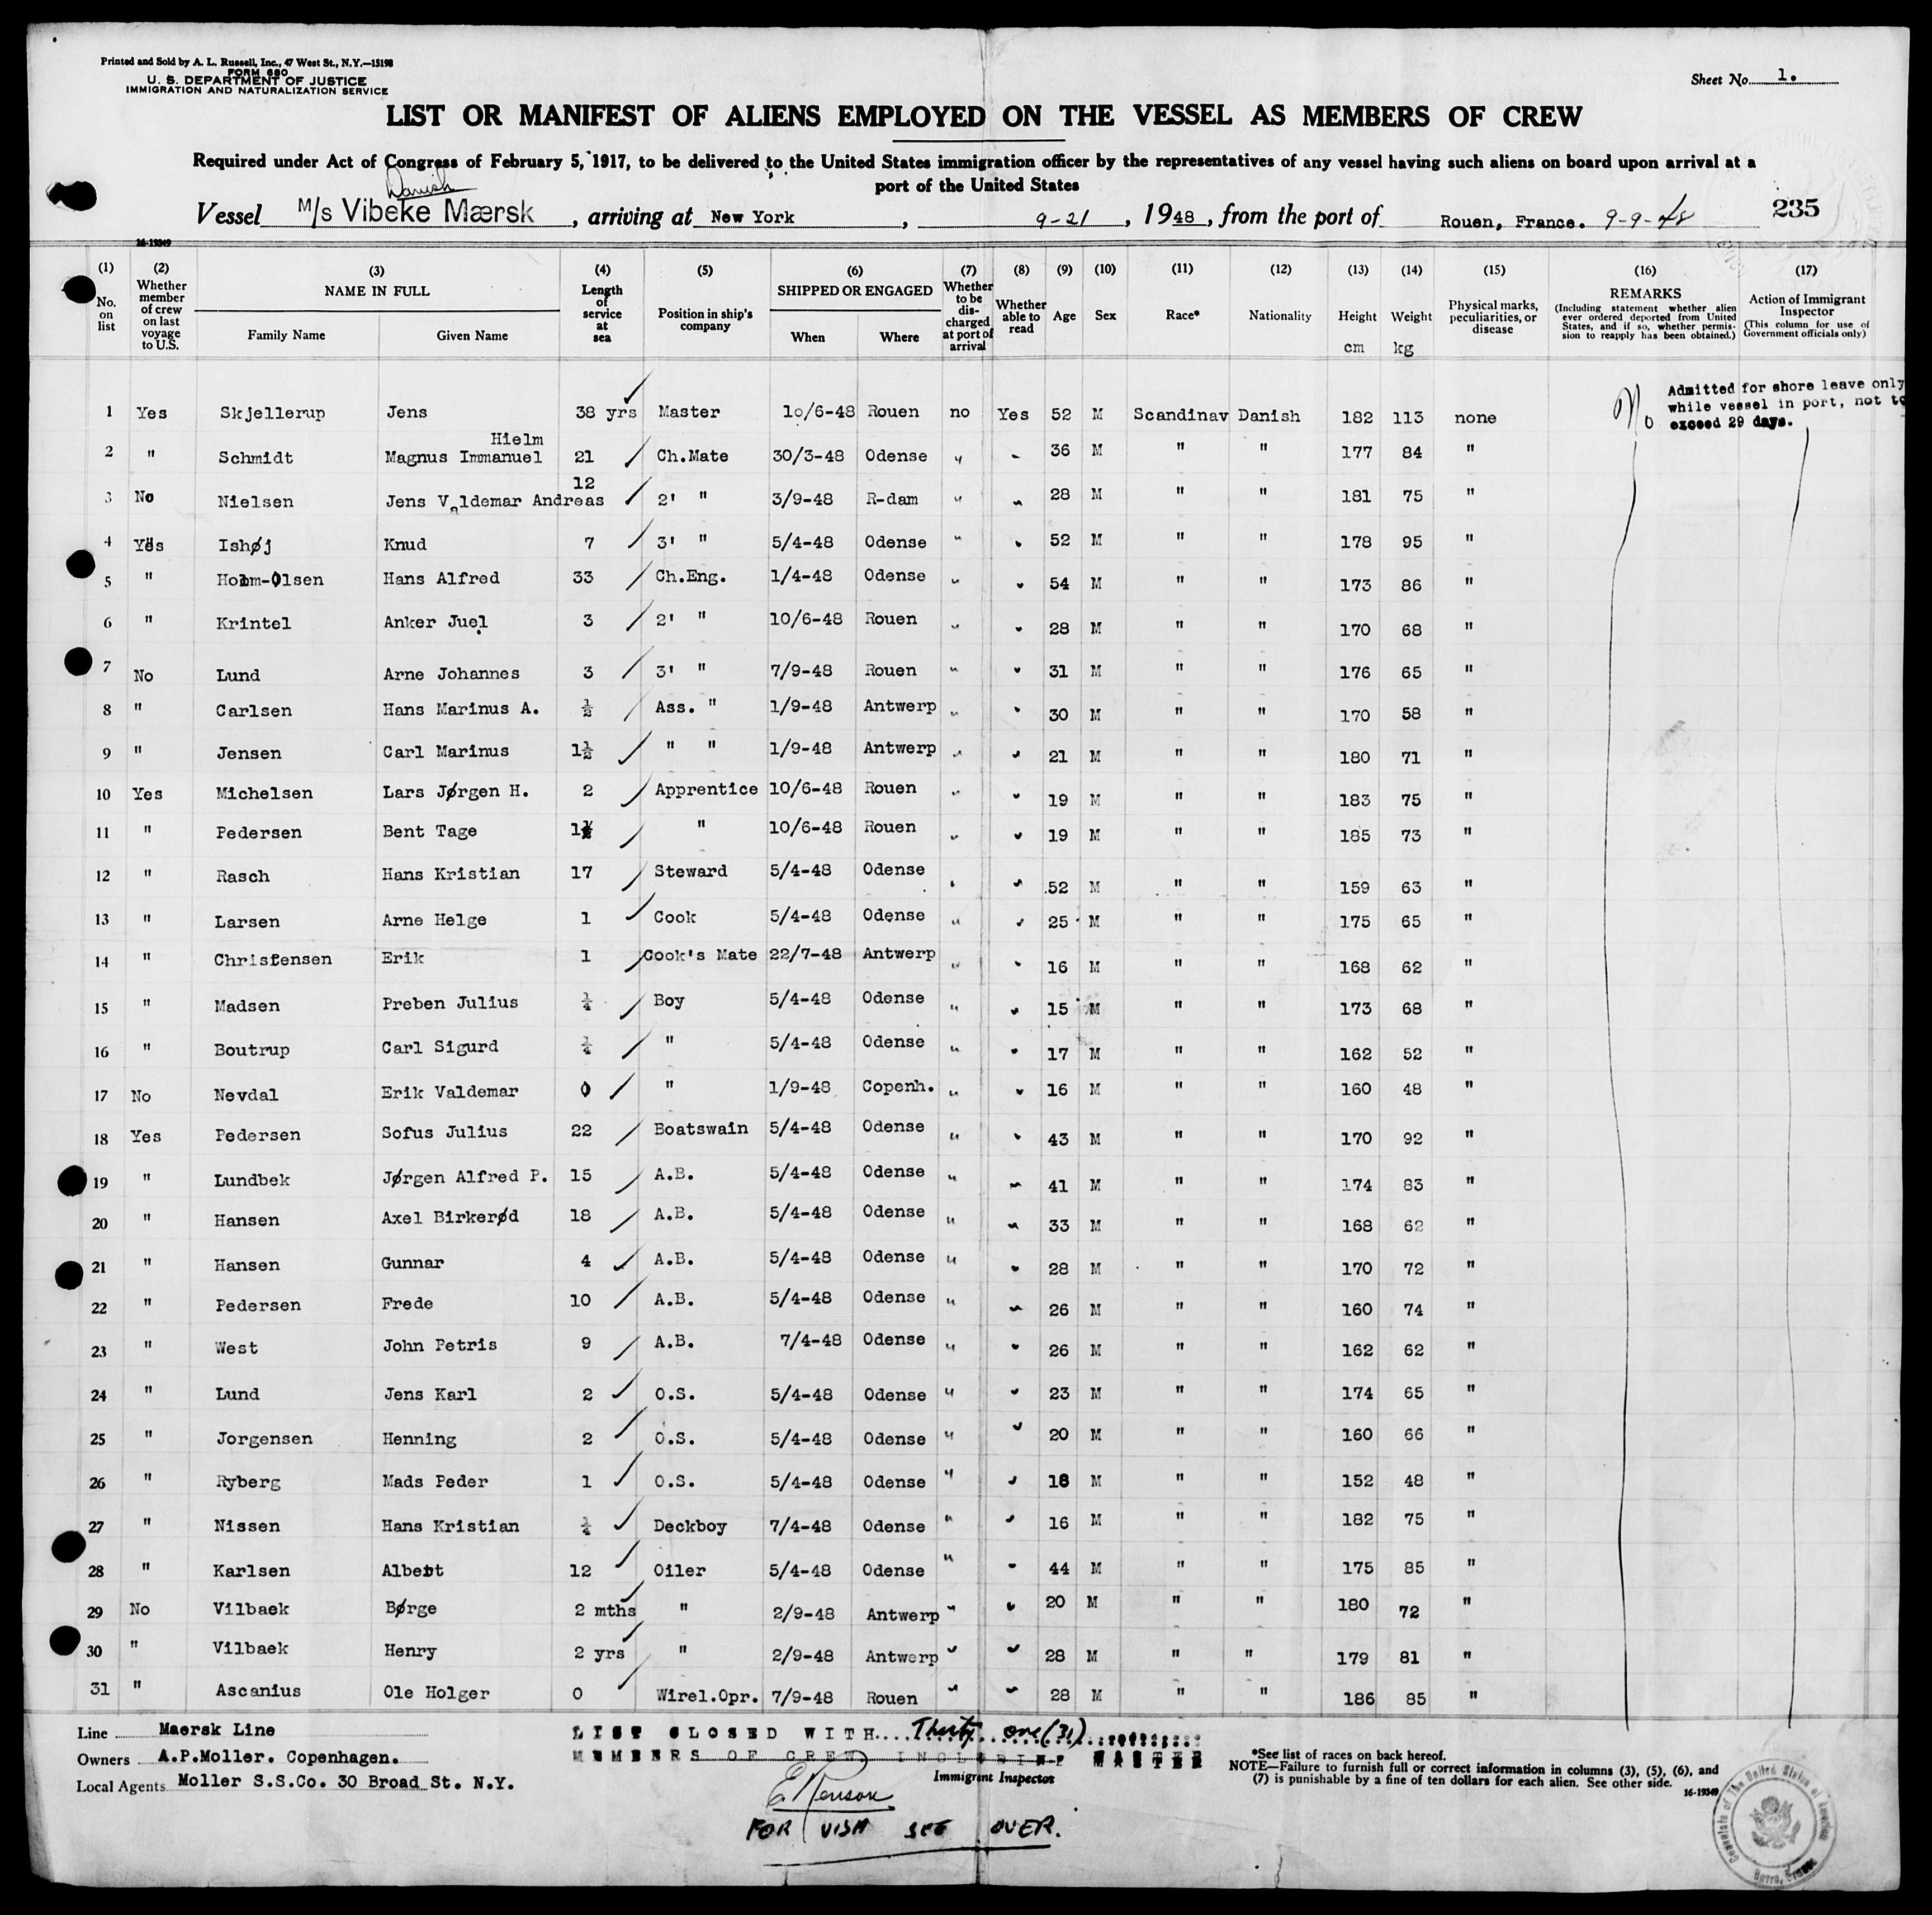 Printed and Sold by A. L. Russell, Inc., 47 West St., N.Y.—15198
FORM 680
U. S. DEPARTMENT OF JUSTICE
IMMIGRATION AND NATURALIZATION SERVICE
Sheet No. 1.
LIST OR MANIFEST OF ALIENS EMPLOYED ON THE VESSEL AS MEMBERS OF CREW
Required under Act of Congress of February 5, 1917, to be delivered to the United States immigration officer by the representatives of any vessel having such aliens on board upon arrival at a
port of the United States
Danish
Vessel M/s Vibeke Mærsk, arriving at New York, 9-21, 1948, from the port of Rouen, France. 9-9-48 235
16-19349
(1) No. on list
(2) Whether member of crew on last voyage to U.S.
(3) NAME IN FULL Family Name Given Name
(4) Length of service at sea
(5) Position in ship's company
(6) SHIPPED OR ENGAGED When Where
(7) Whether to be discharged at port of arrival
(8) Whether able to read
(9) Age
(10) Sex
(11) Race*
(12) Nationality
(13) Height cm
(14) Weight kg
(15) Physical marks, peculiarities, or disease
(16) REMARKS (Including statement whether alien ever ordered deported from United States, and if so, whether permission to reapply has been obtained.)
(17) Action of Immigrant Inspector (This column for use of Government officials only)
1 Yes Skjellerup Jens 38 yrs Master 10/6-48 Rouen no Yes 52 M Scandinav Danish 182 113 none No
Admitted for shore leave only
while vessel in port, not to
exceed 29 days.
2 " Schmidt Magnus Immanuel Hielm 21 Ch.Mate 30/3-48 Odense " " 36 M " " 177 84 "
3 No Nielsen Jens Valdemar Andreas 12 2' " 3/9-48 R-dam " " 28 M " " 181 75 "
4 Yes Ishøj Knud 7 3' " 5/4-48 Odense " " 52 M " " 178 95 "
5 " Holm-Olsen Hans Alfred 33 Ch.Eng. 1/4-48 Odense " " 54 M " " 173 86 "
6 " Krintel Anker Juel 3 2' " 10/6-48 Rouen " " 28 M " " 170 68 "
7 No Lund Arne Johannes 3 3' " 7/9-48 Rouen " " 31 M " " 176 65 "
8 " Carlsen Hans Marinus A. ½ Ass. " 1/9-48 Antwerp " " 30 M " " 170 58 "
9 " Jensen Carl Marinus 1½ " " 1/9-48 Antwerp " " 21 M " " 180 71 "
10 Yes Michelsen Lars Jørgen H. 2 Apprentice 10/6-48 Rouen " " 19 M " " 183 75 "
11 " Pedersen Bent Tage 1½ " 10/6-48 Rouen " " 19 M " " 185 73 "
12 " Rasch Hans Kristian 17 Steward 5/4-48 Odense " " 52 M " " 159 63 "
13 " Larsen Arne Helge 1 Cook 5/4-48 Odense " " 25 M " " 175 65 "
14 " Christensen Erik 1 Cook's Mate 22/7-48 Antwerp " " 16 M " " 168 62 "
15 " Madsen Preben Julius ¼ Boy 5/4-48 Odense " " 15 M " " 173 68 "
16 " Boutrup Carl Sigurd ¼ " 5/4-48 Odense " " 17 M " " 162 52 "
17 No Nevdal Erik Valdemar 0 " 1/9-48 Copenh. " " 16 M " " 160 48 "
18 Yes Pedersen Sofus Julius 22 Boatswain 5/4-48 Odense " " 43 M " " 170 92 "
19 " Lundbek Jørgen Alfred P. 15 A.B. 5/4-48 Odense " " 41 M " " 174 83 "
20 " Hansen Axel Birkerød 18 A.B. 5/4-48 Odense " " 33 M " " 168 62 "
21 " Hansen Gunnar 4 A.B. 5/4-48 Odense " " 28 M " " 170 72 "
22 " Pedersen Frede 10 A.B. 5/4-48 Odense " " 26 M " " 160 74 "
23 " West John Petris 9 A.B. 7/4-48 Odense " " 26 M " " 162 62 "
24 " Lund Jens Karl 2 O.S. 5/4-48 Odense " " 23 M " " 174 65 "
25 " Jorgensen Henning 2 O.S. 5/4-48 Odense " " 20 M " " 160 66 "
26 " Ryberg Mads Peder 1 O.S. 5/4-48 Odense " " 18 M " " 152 48 "
27 " Nissen Hans Kristian ¼ Deckboy 7/4-48 Odense " " 16 M " " 182 75 "
28 " Karlsen Albert 12 Oiler 5/4-48 Odense " " 44 M " " 175 85 "
29 No Vilbaek Børge 2 mths " 2/9-48 Antwerp " " 20 M " " 180 72 "
30 " Vilbaek Henry 2 yrs " 2/9-48 Antwerp " " 28 M " " 179 81 "
31 " Ascanius Ole Holger 0 Wirel.Opr. 7/9-48 Rouen " " 28 M " " 186 85 "
Line Maersk Line
Owners A.P.Moller. Copenhagen.
Local Agents Moller S.S.Co. 30 Broad St. N.Y.
LIST CLOSED WITH.... Thirty one (31)
MEMBERS OF CREW INCLUDING MASTER
Immigrant Inspector
FOR VISA SEE OVER.
*See list of races on back hereof.
NOTE—Failure to furnish full or correct information in columns (3), (5), (6), and
(7) is punishable by a fine of ten dollars for each alien. See other side.
16-19349
Consulate of The United States of America
Havre, France